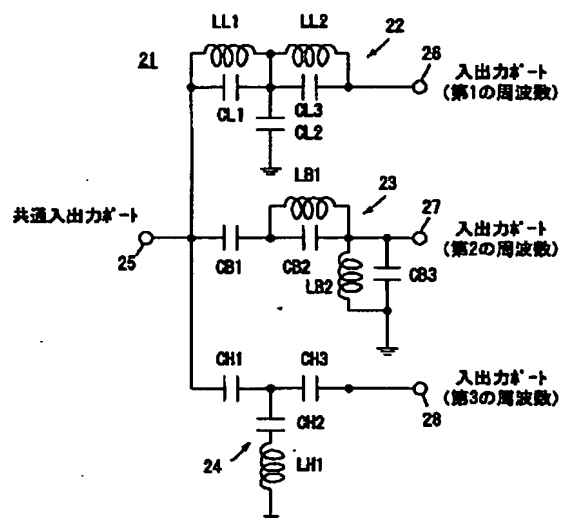 LL1 LL2
21
22
26
入出力ポート
(第1の周波数)
CL1
CL3
CL2
LB1
23
27
共通入出力ポート
25
入出力ポート
(第2の周波数)
CB1
CB2
LB2
CB3
CH1
CH3
入出力ポート
(第3の周波数)
28
CH2
24
LH1